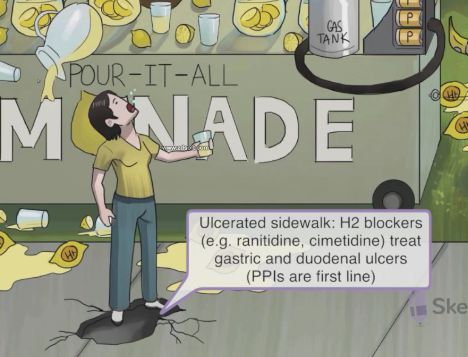 GAS
TANK
P
P
P
POUR-IT-ALL
M NADE
H+
H+
H+
Ulcerated sidewalk: H2 blockers
(e.g. ranitidine, cimetidine) treat
gastric and duodenal ulcers
(PPIs are first line)
Ske